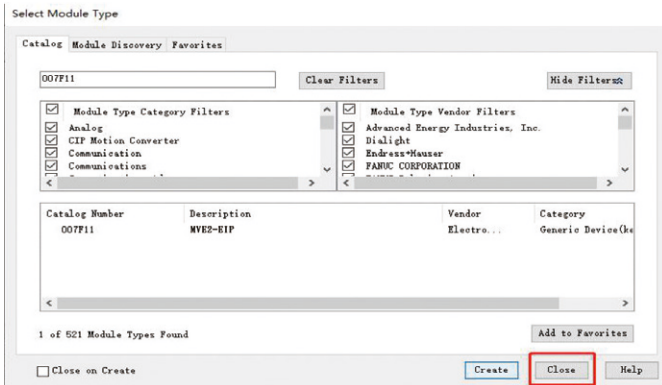 Select Module Type
Catalog Module Discovery Favorites
007F11 Clear Filters Hide Filters
Module Type Category Filters
Analog
CIP Motion Converter
Communication
Communications
Module Type Vendor Filters
Advanced Energy Industries, Inc.
Dialight
Endress+Hauser
FANUC CORPORATION
Catalog Number Description Vendor Category
007F11 MVE2-EIP Electro... Generic Device(ke
1 of 521 Module Types Found Add to Favorites
Close on Create Create Close Help